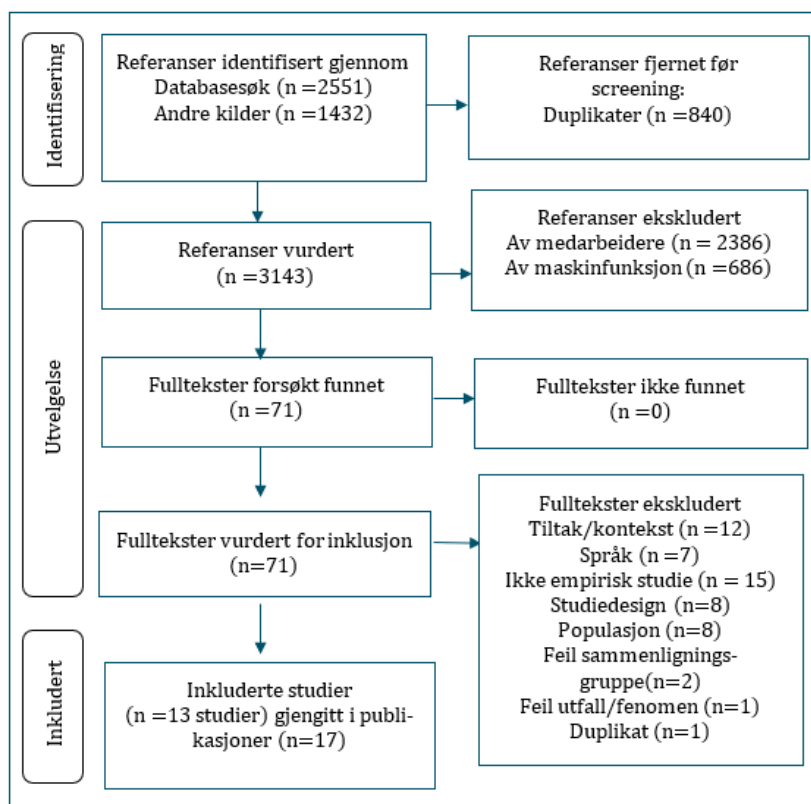 Identifisering
Referanser identifisert gjennom
Databasesøk (n =2551)
Andre kilder (n =1432)
Referanser fjernet før
screening:
Duplikater (n =840)
Utvelgelse
Referanser vurdert
(n =3143)
Referanser ekskludert
Av medarbeidere (n = 2386)
Av maskinfunksjon (n =686)
Fulltekster forsøkt funnet
(n =71)
Fulltekster ikke funnet
(n =0)
Fulltekster vurdert for inklusjon
(n=71)
Fulltekster ekskludert
Tiltak/kontekst (n =12)
Språk (n =7)
Ikke empirisk studie (n = 15)
Studiedesign (n=8)
Populasjon (n=8)
Feil sammenlignings-
gruppe(n=2)
Feil utfall/fenomen (n=1)
Duplikat (n=1)
Inkludert
Inkluderte studier
(n =13 studier) gjengitt i publi-
kasjoner (n=17)